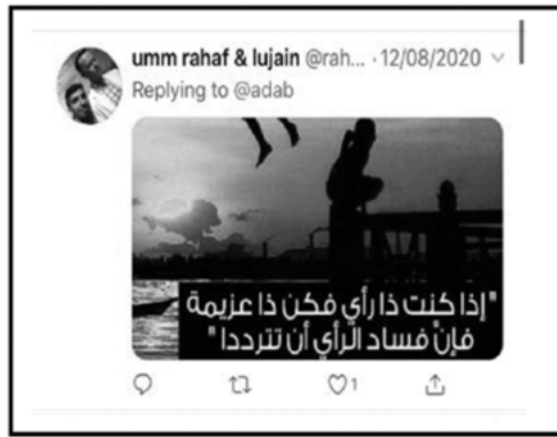 umm rahaf & lujain @rah... · 12/08/2020
Replying to @adab
"إذا كنت ذا رأي فكن ذا عزيمة
فإن فساد الرأي أن تترددا "
1